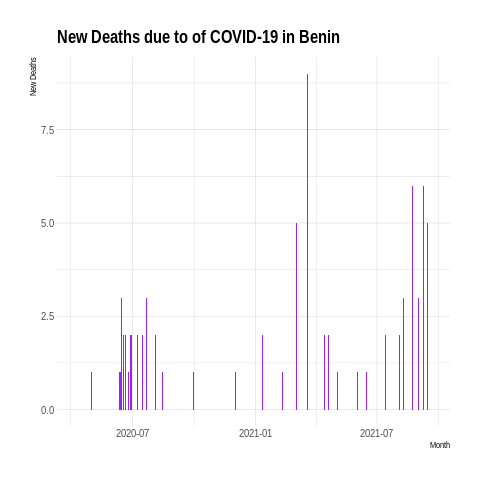 New Deaths due to of COVID-19 in Benin
New Deaths
7.5
5.0
2.5
0.0
2020-07
2021-01
2021-07
Month